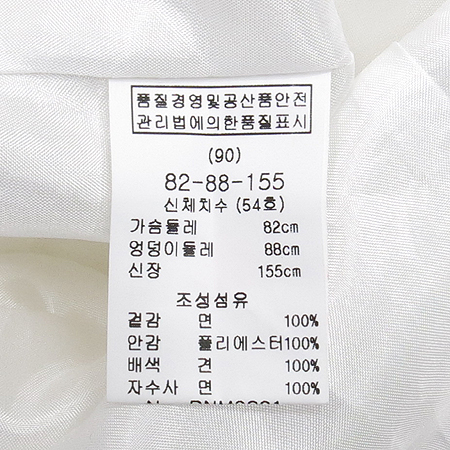 품질경영및공산품안전
관리법에의한품질표시
(90)
82-88-155
신체치수 (54호)
가슴둘레 82cm
엉덩이둘레 88cm
신장 155cm
조성섬유
겉감 면 100%
안감 폴리에스터100%
배색 견 100%
자수사 면 100%